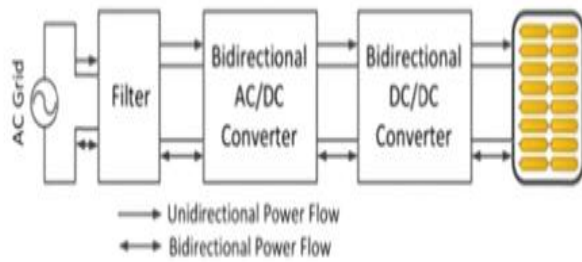 AC Grid
Filter
Bidirectional
AC/DC
Converter
Bidirectional
DC/DC
Converter
Unidirectional Power Flow
Bidirectional Power Flow